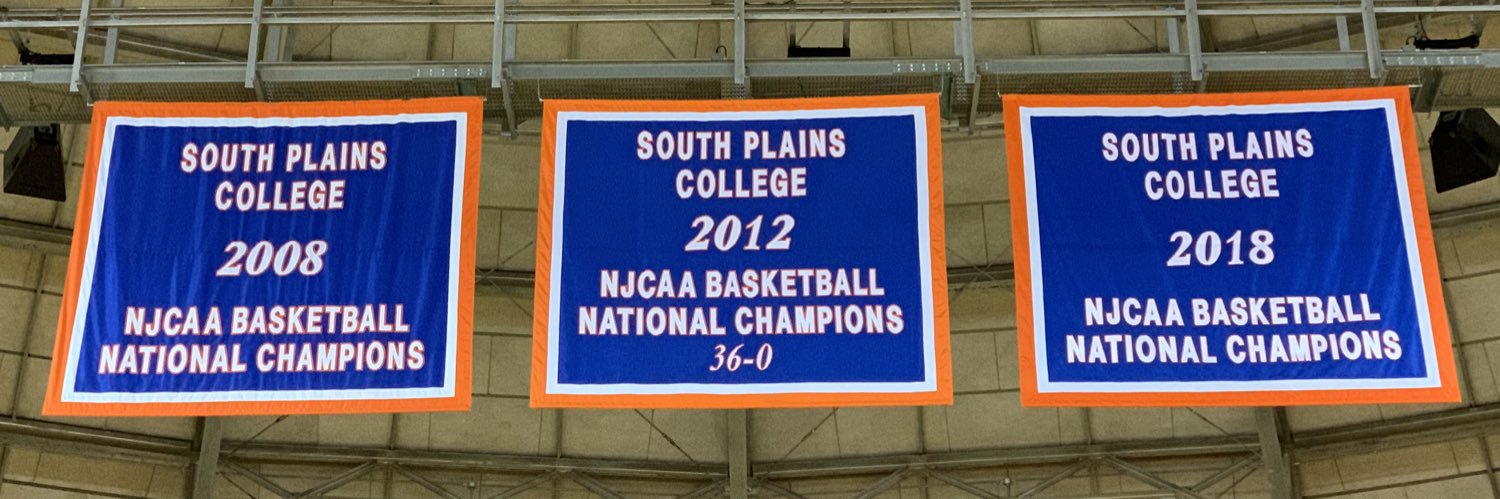 SOUTH PLAINS
COLLEGE
2008
NJCAA BASKETBALL
NATIONAL CHAMPIONS
SOUTH PLAINS
COLLEGE
2012
NJCAA BASKETBALL
NATIONAL CHAMPIONS
36-0
SOUTH PLAINS
COLLEGE
2018
NJCAA BASKETBALL
NATIONAL CHAMPIONS